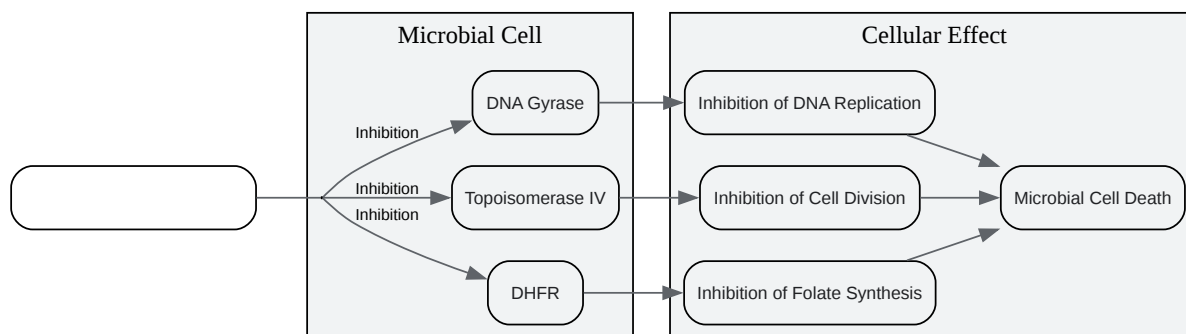 Microbial Cell
Cellular Effect
DNA Gyrase
Inhibition of DNA Replication
Inhibition
Inhibition
Topoisomerase IV
Inhibition of Cell Division
Microbial Cell Death
Inhibition
DHFR
Inhibition of Folate Synthesis